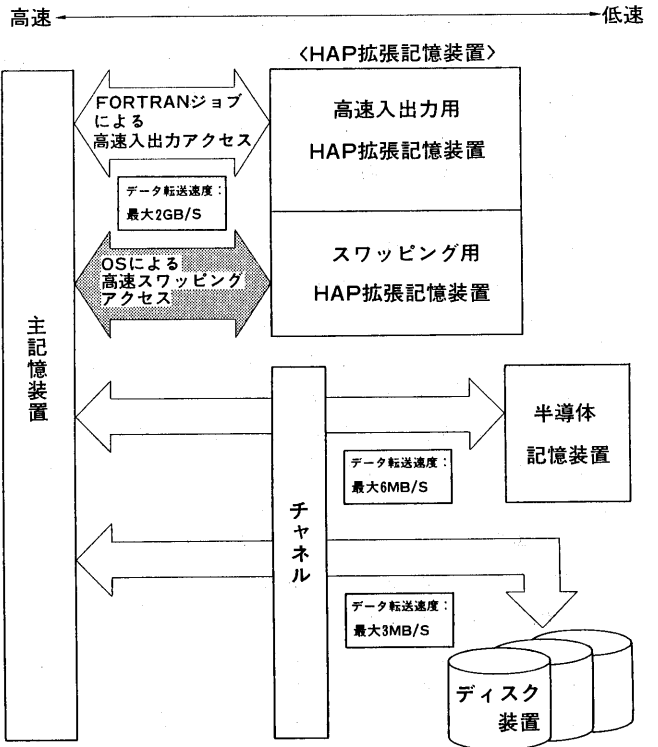 高速
低速
〈HAP拡張記憶装置〉
FORTRANジョブ
による
高速入出力アクセス
高速入出力用
HAP拡張記憶装置
データ転送速度：
最大2GB/S
OSによる
高速スワッピング
アクセス
スワッピング用
HAP拡張記憶装置
主記憶装置
半導体
記憶装置
データ転送速度：
最大6MB/S
チャネル
データ転送速度：
最大3MB/S
ディスク
装置